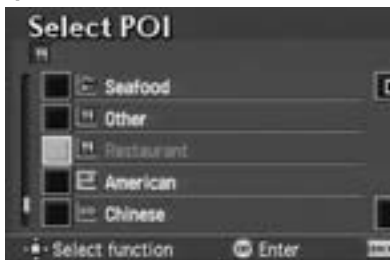 Select POI
Seafood
Other
Restaurant
American
Chinese
Select function
Enter